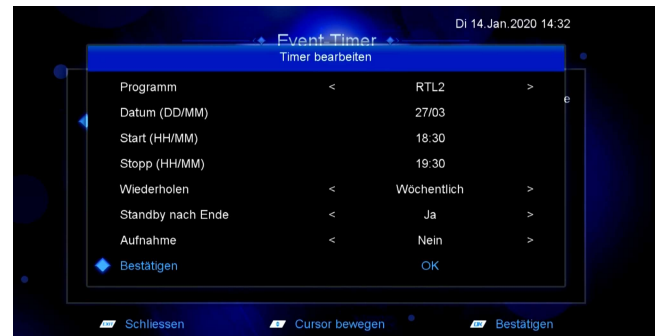 Di 14.Jan.2020 14:32
Event Timer
Timer bearbeiten
Programm < RTL2 >
Datum (DD/MM) 27/03
Start (HH/MM) 18:30
Stopp (HH/MM) 19:30
Wiederholen < Wöchentlich >
Standby nach Ende < Ja >
Aufnahme < Nein >
Bestätigen OK
e
EXIT Schliessen
Cursor bewegen
Bestätigen